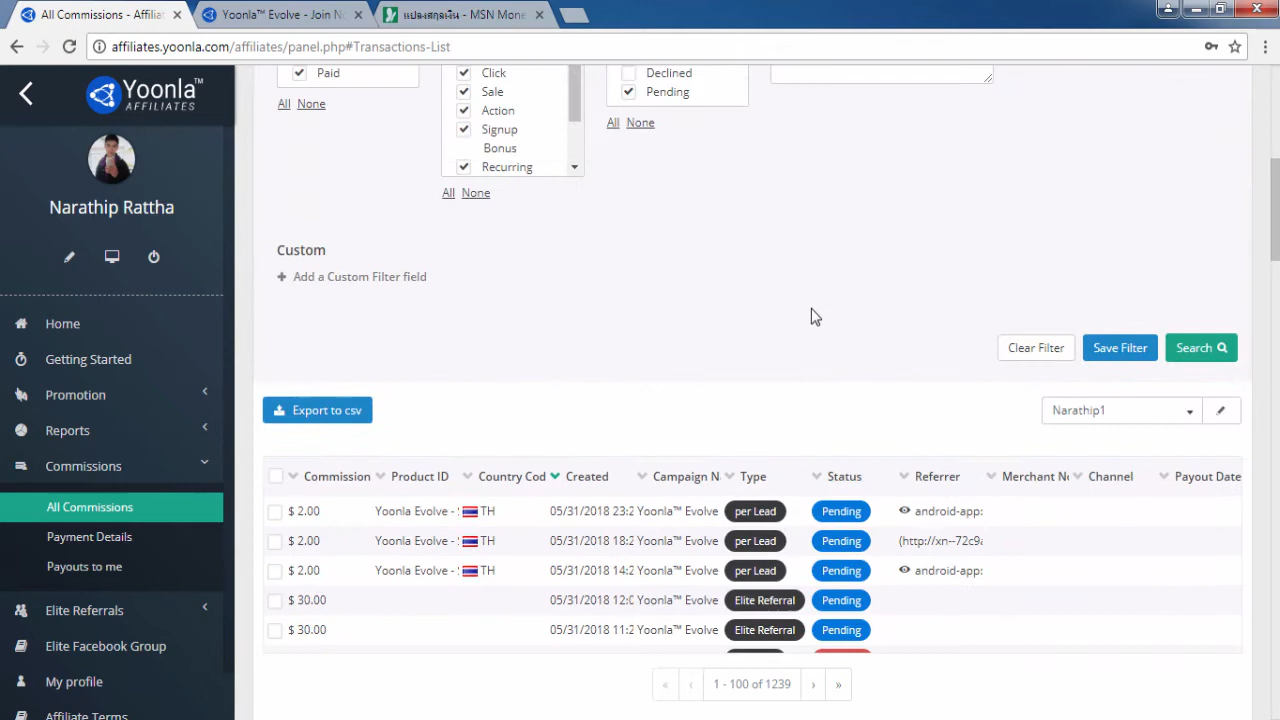 All Commissions - Affiliat
Yoonla™ Evolve - Join No
แปลงสกุลเงิน - MSN Mone
affiliates.yoonla.com/affiliates/panel.php#Transactions-List
Yoonla™
AFFILIATES
Narathip Rattha
Home
Getting Started
Promotion
Reports
Commissions
All Commissions
Payment Details
Payouts to me
Elite Referrals
Elite Facebook Group
My profile
Affiliate Terms
Paid
All None
Click
Sale
Action
Signup
Bonus
Recurring
All None
Declined
Pending
All None
Custom
+ Add a Custom Filter field
Clear Filter
Save Filter
Search
Export to csv
Narathip1
Commission Product ID Country Cod Created Campaign N Type Status Referrer Merchant No Channel Payout Date
$ 2.00 Yoonla Evolve - TH 05/31/2018 23:2 Yoonla™ Evolve per Lead Pending android-app:
$ 2.00 Yoonla Evolve - TH 05/31/2018 18:2 Yoonla™ Evolve per Lead Pending (http://xn--72c9a
$ 2.00 Yoonla Evolve - TH 05/31/2018 14:2 Yoonla™ Evolve per Lead Pending android-app:
$ 30.00 05/31/2018 12:0 Yoonla™ Evolve Elite Referral Pending
$ 30.00 05/31/2018 11:2 Yoonla™ Evolve Elite Referral Pending
« ‹ 1 - 100 of 1239 › »